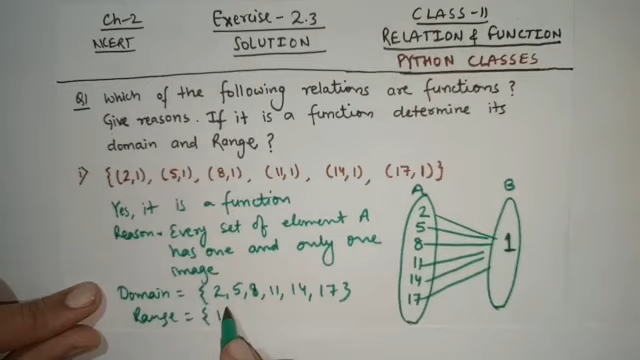 Ch-2 Exercise-2.3 CLASS-11
NCERT SOLUTION RELATION & FUNCTION
PYTHON CLASSES
Q1 Which of the following relations are functions?
Give reasons. If it is a function determine its
domain and Range?
i) {(2,1), (5,1), (8,1), (11,1), (14,1), (17,1)}
Yes, it is a function
Reason - Every set of element A
has one and only one
image
Domain = { 2, 5, 8, 11, 14, 17}
Range = { 1
A B
2
5
8
11
14
17
1